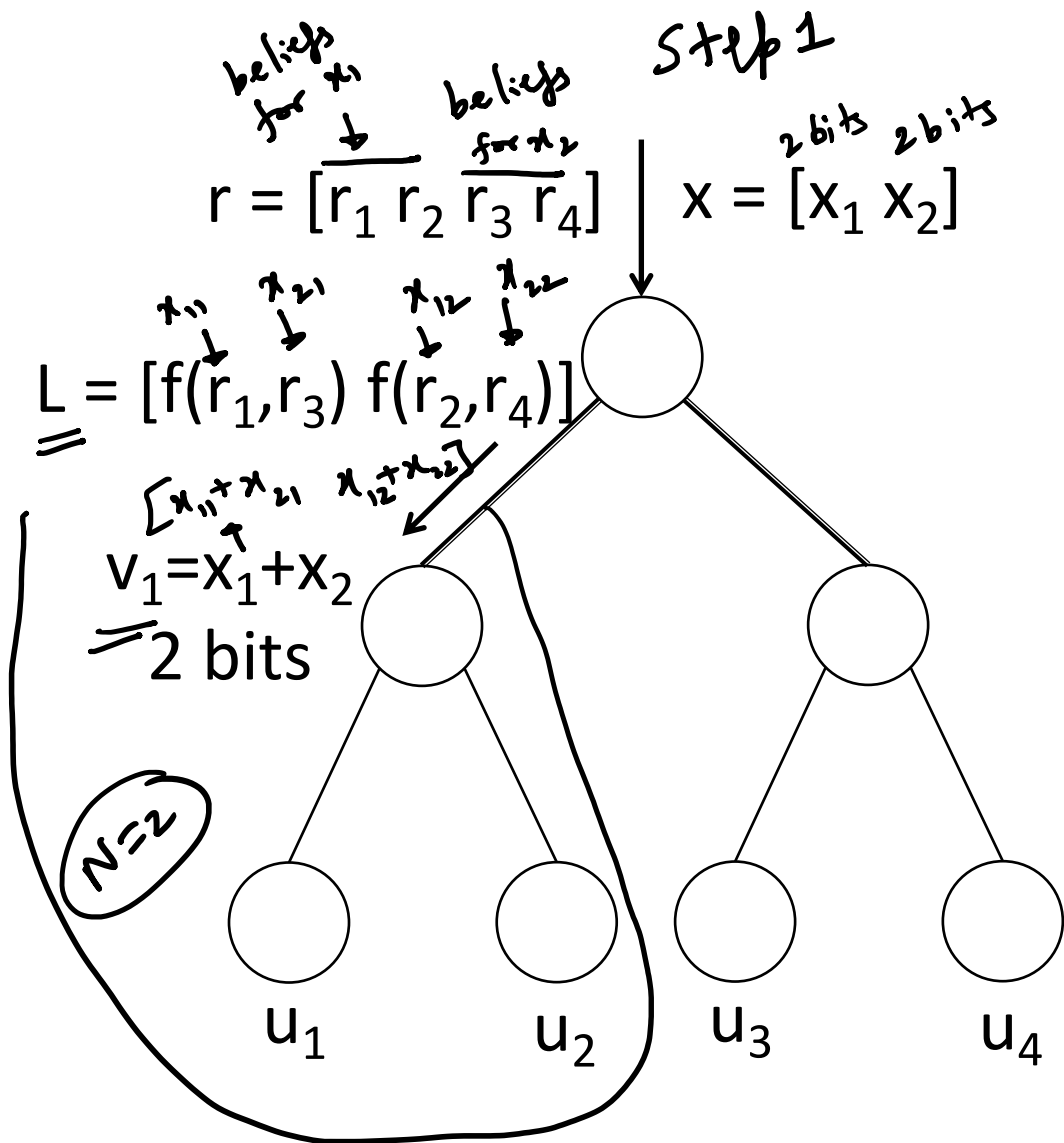 Step 1
beliefs for x₁
beliefs for x₂
2 bits 2 bits
r = [r₁ r₂ r₃ r₄]
x = [x₁ x₂]
x₁₁ x₂₁ x₁₂ x₂₂
L = [f(r₁,r₃) f(r₂,r₄)]
[x₁₁+x₂₁ x₁₂+x₂₂]
v₁=x₁+x₂
2 bits
N=2
u₁ u₂ u₃ u₄